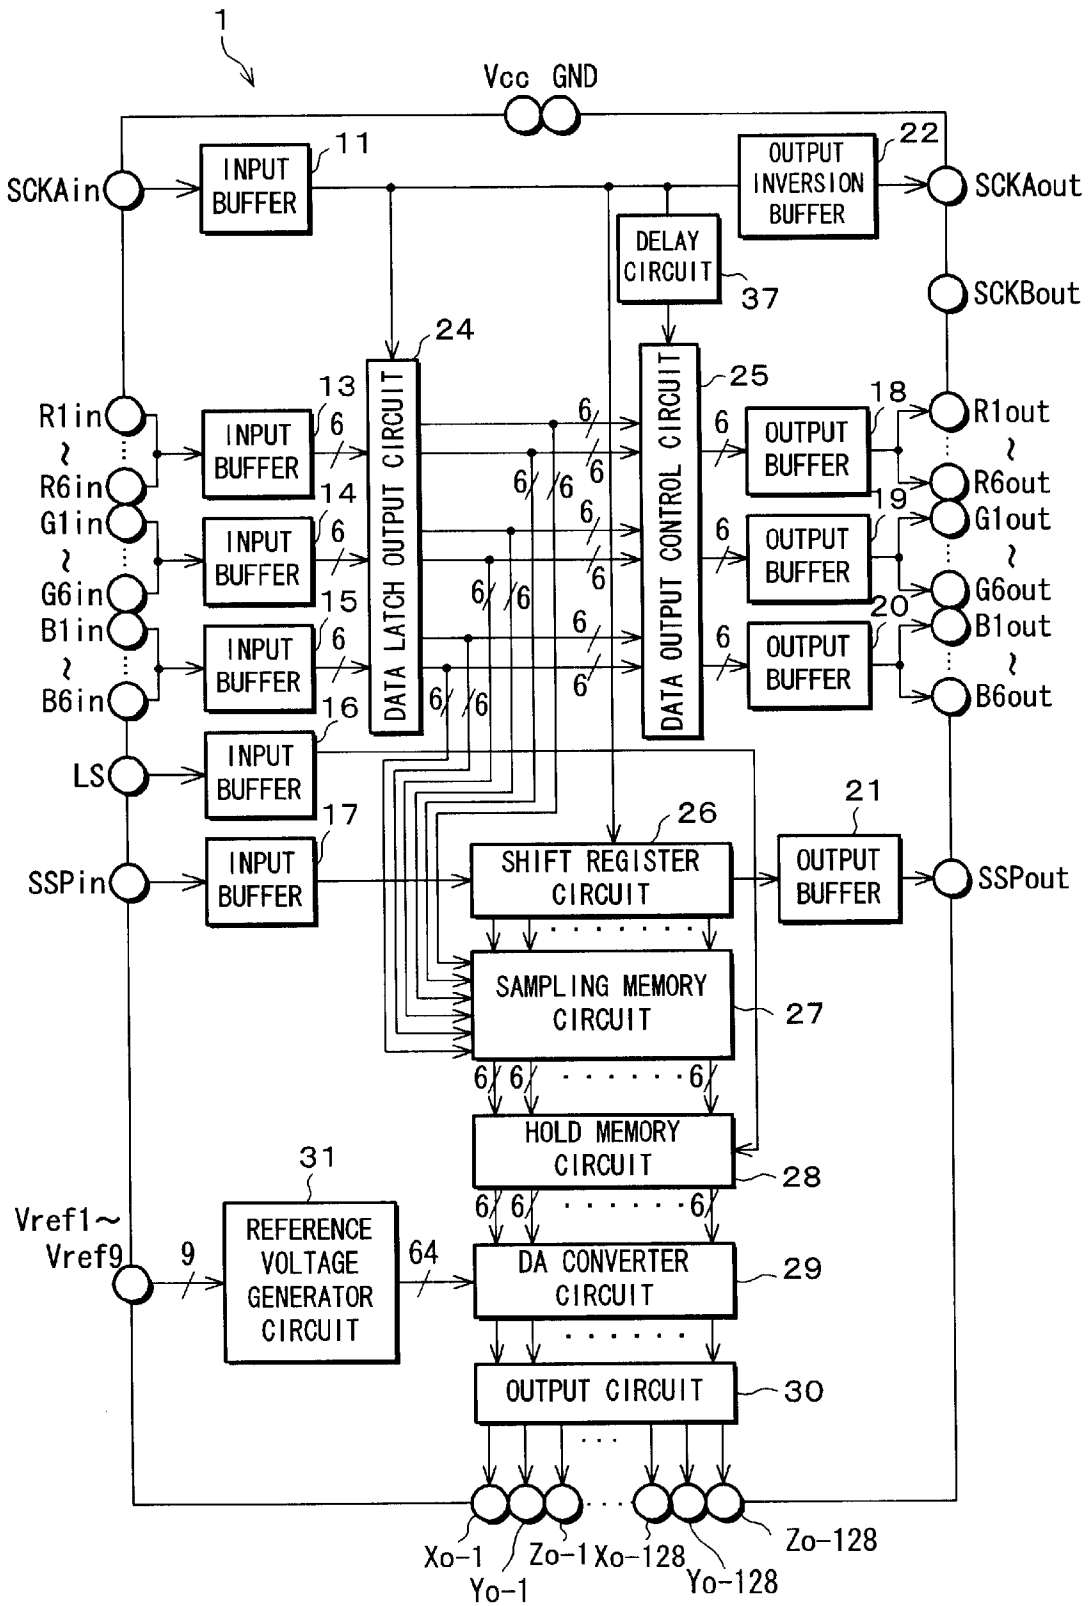 1
Vcc GND
SCKAin
INPUT
BUFFER
11
OUTPUT
INVERSION
BUFFER
22
SCKAout
DELAY
CIRCUIT
37
SCKBout
24
DATA LATCH OUTPUT CIRCUIT
25
DATA OUTPUT CONTROL CIRCUIT
R1in
~
R6in
INPUT
BUFFER
13
6
6
6
6
6
6
OUTPUT
BUFFER
18
R1out
~
R6out
G1in
~
G6in
INPUT
BUFFER
14
6
6
6
6
6
6
OUTPUT
BUFFER
19
G1out
~
G6out
B1in
~
B6in
INPUT
BUFFER
15
6
6
6
6
6
6
OUTPUT
BUFFER
20
B1out
~
B6out
LS
INPUT
BUFFER
16
SSPin
INPUT
BUFFER
17
SHIFT REGISTER
CIRCUIT
26
OUTPUT
BUFFER
21
SSPout
SAMPLING MEMORY
CIRCUIT
27
6 6 ······· 6
HOLD MEMORY
CIRCUIT
28
6 6 ······· 6
Vref1~
Vref9
9
REFERENCE
VOLTAGE
GENERATOR
CIRCUIT
31
64
DA CONVERTER
CIRCUIT
29
OUTPUT CIRCUIT
30
Xo-1
Yo-1
Zo-1
Xo-128
Yo-128
Zo-128